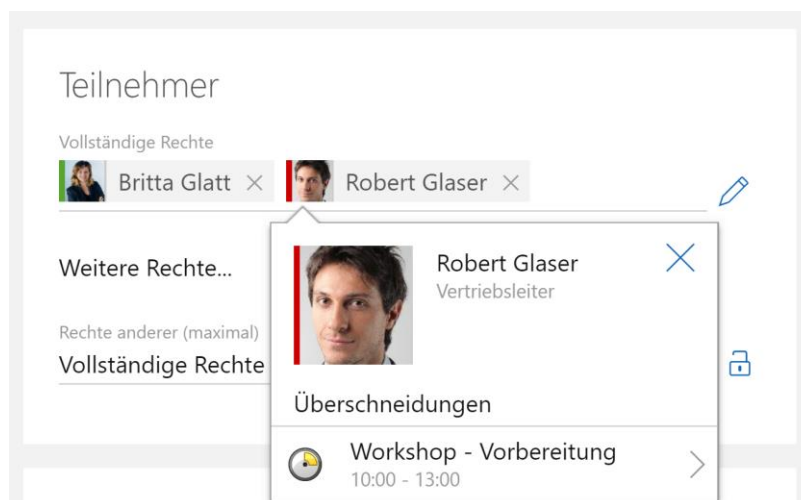 Teilnehmer
Vollständige Rechte
Britta Glatt
Robert Glaser
Weitere Rechte...
Robert Glaser
Vertriebsleiter
Rechte anderer (maximal)
Vollständige Rechte
Überschneidungen
Workshop - Vorbereitung
10:00 - 13:00